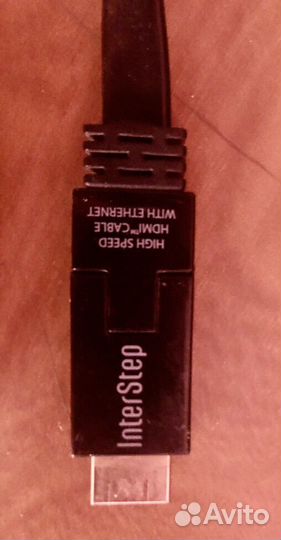 HIGH SPEED
HDMI™ CABLE
WITH ETHERNET
InterStep
Avito